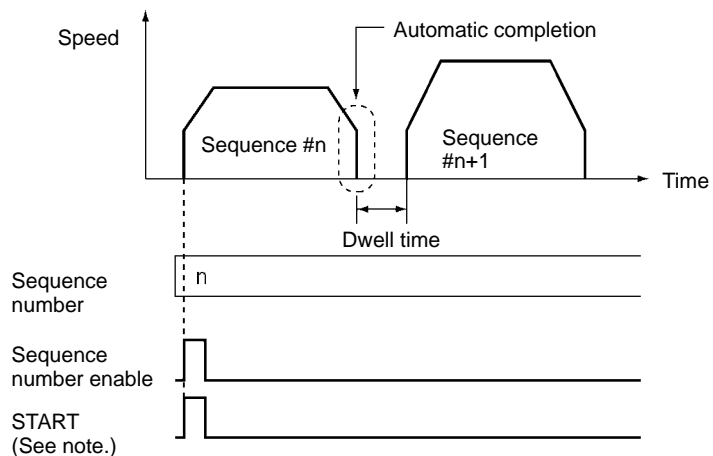 Speed
Automatic completion
Sequence #n
Sequence
#n+1
Time
Dwell time
Sequence
number
n
Sequence
number enable
START
(See note.)